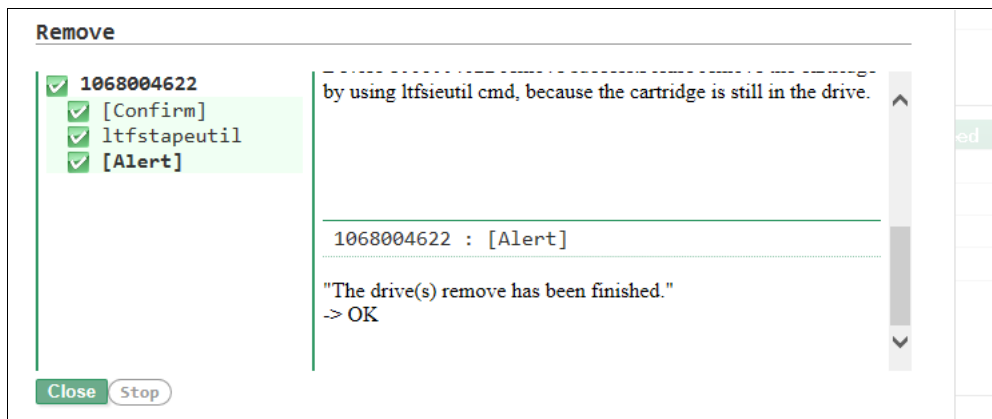 Remove
1068004622
[Confirm]
ltfstapeutil
[Alert]
by using ltfsieutil cmd, because the cartridge is still in the drive.
1068004622 : [Alert]
"The drive(s) remove has been finished."
-> OK
Close
Stop
ed